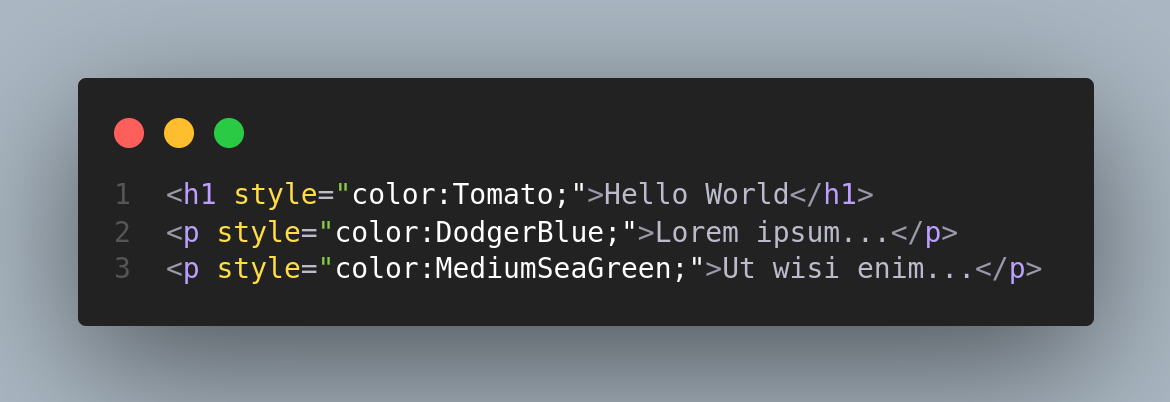 1 <h1 style="color:Tomato;">Hello World</h1>
2 <p style="color:DodgerBlue;">Lorem ipsum...</p>
3 <p style="color:MediumSeaGreen;">Ut wisi enim...</p>